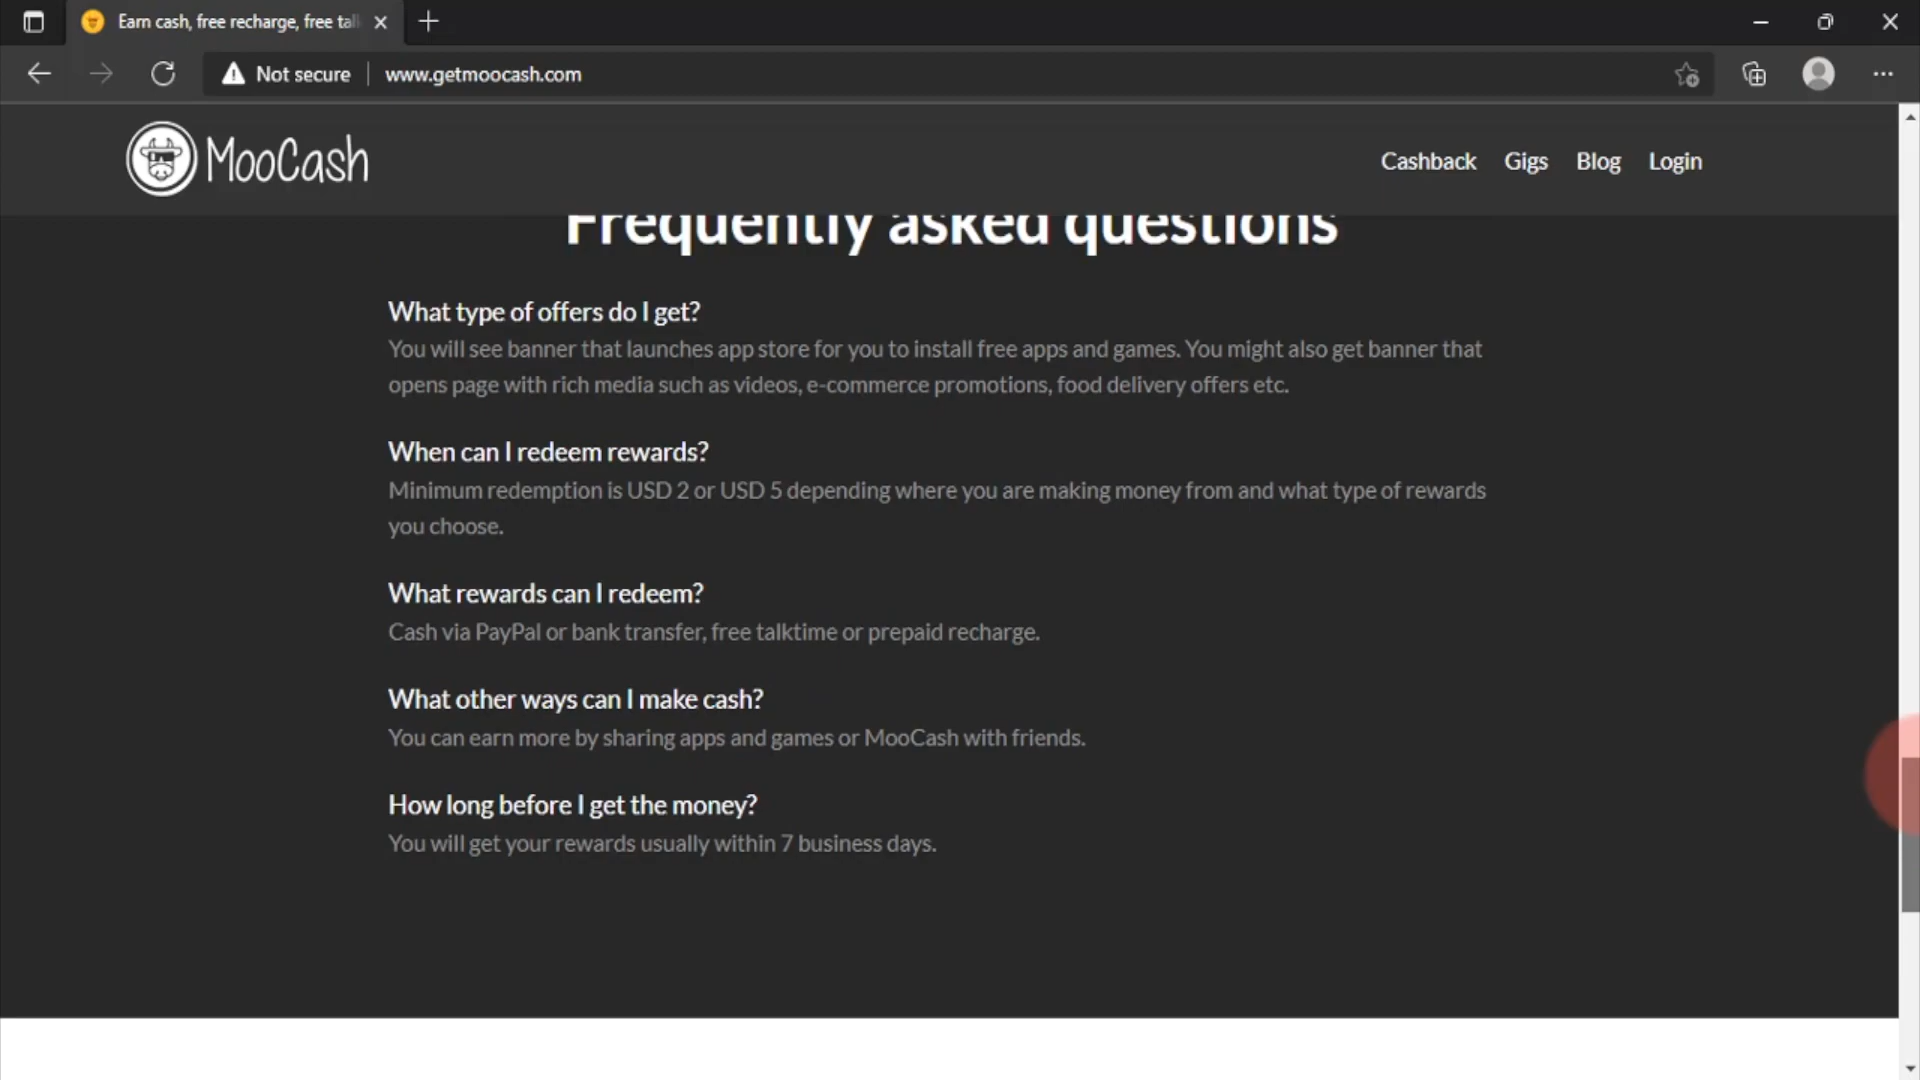 Earn cash, free recharge, free tal
Not secure
www.getmoocash.com
MooCash
Cashback
Gigs
Blog
Login
Frequently asked questions
What type of offers do I get?
You will see banner that launches app store for you to install free apps and games. You might also get banner that
opens page with rich media such as videos, e-commerce promotions, food delivery offers etc.
When can I redeem rewards?
Minimum redemption is USD 2 or USD 5 depending where you are making money from and what type of rewards
you choose.
What rewards can I redeem?
Cash via PayPal or bank transfer, free talktime or prepaid recharge.
What other ways can I make cash?
You can earn more by sharing apps and games or MooCash with friends.
How long before I get the money?
You will get your rewards usually within 7 business days.